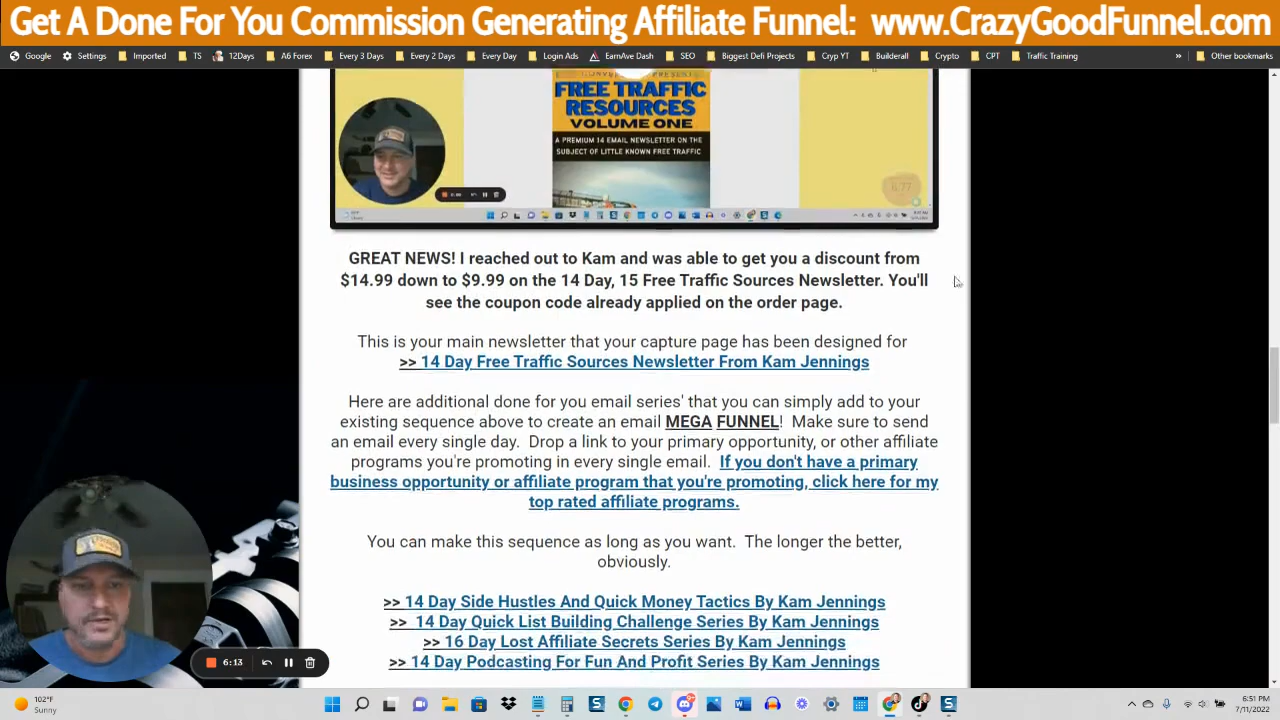 Get A Done For You Commission Generating Affiliate Funnel: www.CrazyGoodFunnel.com
Google Settings Imported TS 12Days A6 Forex Every 3 Days Every 2 Days Every Day Login Ads EarnAve Dash SEO Biggest Defi Projects Cryp YT Builderall Crypto CPT Traffic Training » Other bookmarks
FREE TRAFFIC
RESOURCES
VOLUME ONE
A PREMIUM 14 EMAIL NEWSLETTER ON THE
SUBJECT OF LITTLE KNOWN FREE TRAFFIC
GREAT NEWS! I reached out to Kam and was able to get you a discount from
$14.99 down to $9.99 on the 14 Day, 15 Free Traffic Sources Newsletter. You'll
see the coupon code already applied on the order page.
This is your main newsletter that your capture page has been designed for
>> 14 Day Free Traffic Sources Newsletter From Kam Jennings
Here are additional done for you email series' that you can simply add to your
existing sequence above to create an email MEGA FUNNEL! Make sure to send
an email every single day. Drop a link to your primary opportunity, or other affiliate
programs you're promoting in every single email. If you don't have a primary
business opportunity or affiliate program that you're promoting, click here for my
top rated affiliate programs.
You can make this sequence as long as you want. The longer the better,
obviously.
>> 14 Day Side Hustles And Quick Money Tactics By Kam Jennings
>> 14 Day Quick List Building Challenge Series By Kam Jennings
>> 16 Day Lost Affiliate Secrets Series By Kam Jennings
>> 14 Day Podcasting For Fun And Profit Series By Kam Jennings
6:13
102°F
Sunny
6:51 PM
7/11/2022